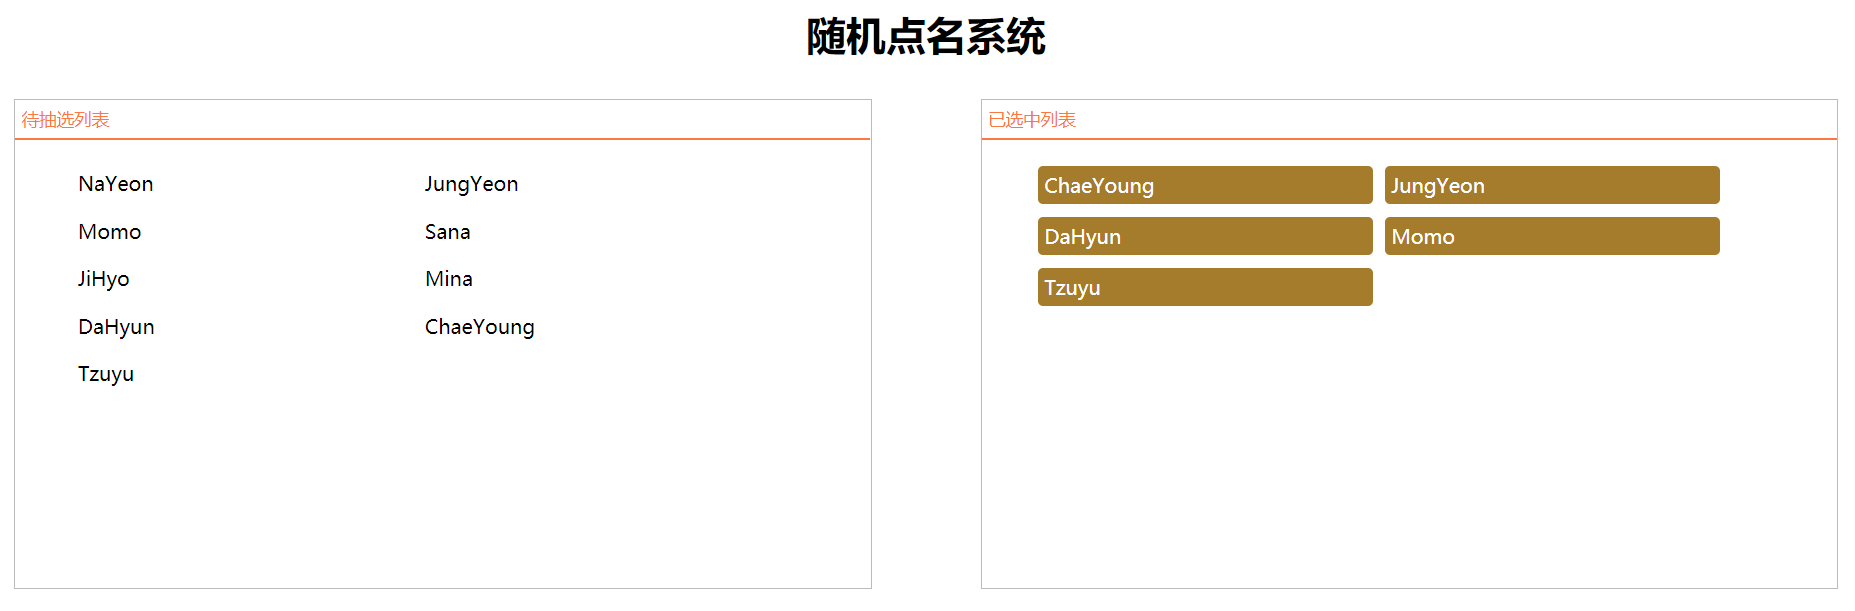 随机点名系统
待抽选列表
NaYeon JungYeon
Momo Sana
JiHyo Mina
DaHyun ChaeYoung
Tzuyu
已选中列表
ChaeYoung JungYeon
DaHyun Momo
Tzuyu